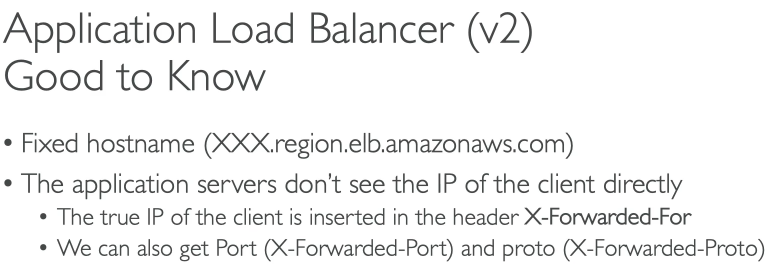 Application Load Balancer (v2)
Good to Know
• Fixed hostname (XXX.region.elb.amazonaws.com)
• The application servers don't see the IP of the client directly
• The true IP of the client is inserted in the header X-Forwarded-For
• We can also get Port (X-Forwarded-Port) and proto (X-Forwarded-Proto)